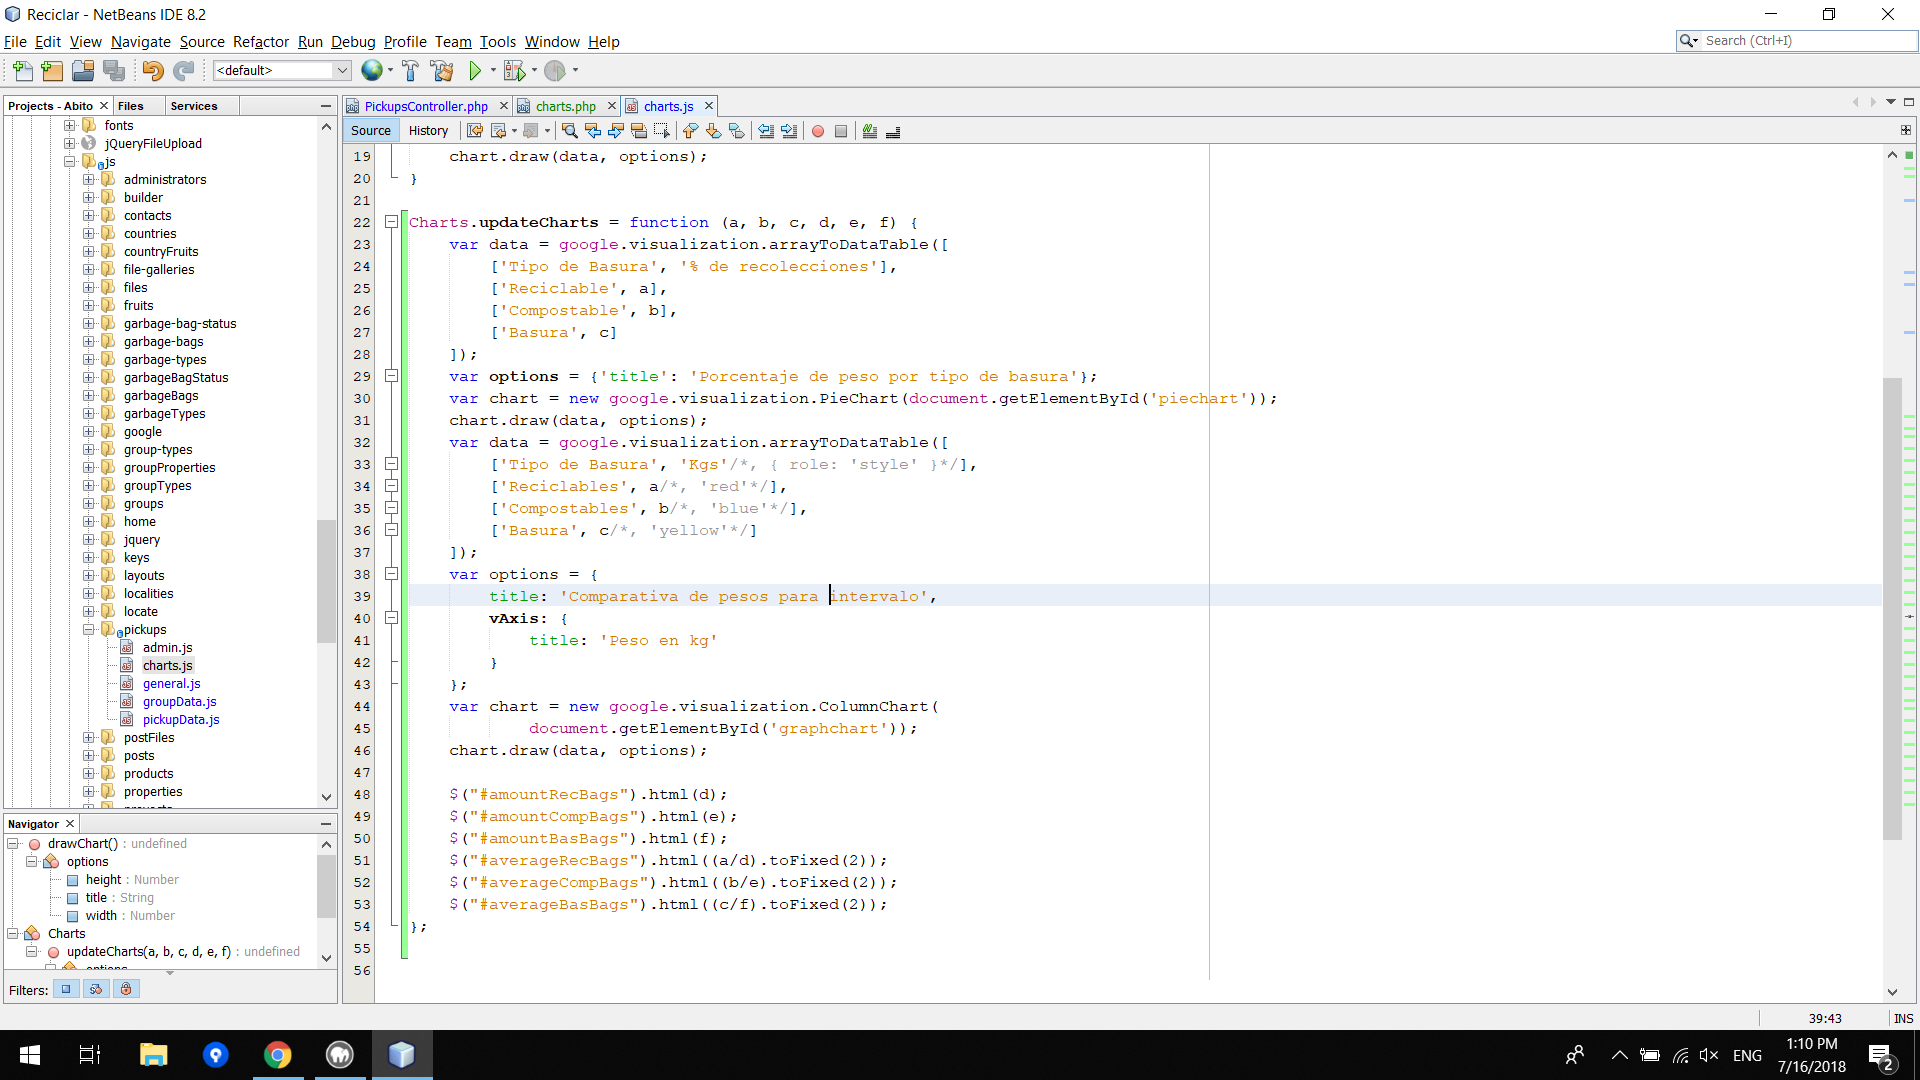 Reciclar - NetBeans IDE 8.2
File Edit View Navigate Source Refactor Run Debug Profile Team Tools Window Help
Search (Ctrl+I)
<default>
Projects - Abito
Files
Services
fonts
jQueryFileUpload
js
administrators
builder
contacts
countries
countryFruits
file-galleries
files
fruits
garbage-bag-status
garbage-bags
garbage-types
garbageBagStatus
garbageBags
garbageTypes
google
group-types
groupProperties
groupTypes
groups
home
jquery
keys
layouts
localities
locate
pickups
admin.js
charts.js
general.js
groupData.js
pickupData.js
postFiles
posts
products
properties
Navigator
drawChart() : undefined
options
height : Number
title : String
width : Number
Charts
updateCharts(a, b, c, d, e, f) : undefined
options
Filters:
PickupsController.php
charts.php
charts.js
Source History
19 chart.draw(data, options);
20 }
21
22 Charts.updateCharts = function (a, b, c, d, e, f) {
23 var data = google.visualization.arrayToDataTable([
24 ['Tipo de Basura', '% de recolecciones'],
25 ['Reciclable', a],
26 ['Compostable', b],
27 ['Basura', c]
28 ]);
29 var options = {'title': 'Porcentaje de peso por tipo de basura'};
30 var chart = new google.visualization.PieChart(document.getElementById('piechart'));
31 chart.draw(data, options);
32 var data = google.visualization.arrayToDataTable([
33 ['Tipo de Basura', 'Kgs'/*, { role: 'style' }*/],
34 ['Reciclables', a/*, 'red'*/],
35 ['Compostables', b/*, 'blue'*/],
36 ['Basura', c/*, 'yellow'*/]
37 ]);
38 var options = {
39 title: 'Comparativa de pesos para intervalo',
40 vAxis: {
41 title: 'Peso en kg'
42 }
43 };
44 var chart = new google.visualization.ColumnChart(
45 document.getElementById('graphchart'));
46 chart.draw(data, options);
47
48 $("#amountRecBags").html(d);
49 $("#amountCompBags").html(e);
50 $("#amountBasBags").html(f);
51 $("#averageRecBags").html((a/d).toFixed(2));
52 $("#averageCompBags").html((b/e).toFixed(2));
53 $("#averageBasBags").html((c/f).toFixed(2));
54 };
55
56
39:43
INS
ENG
1:10 PM
7/16/2018
2